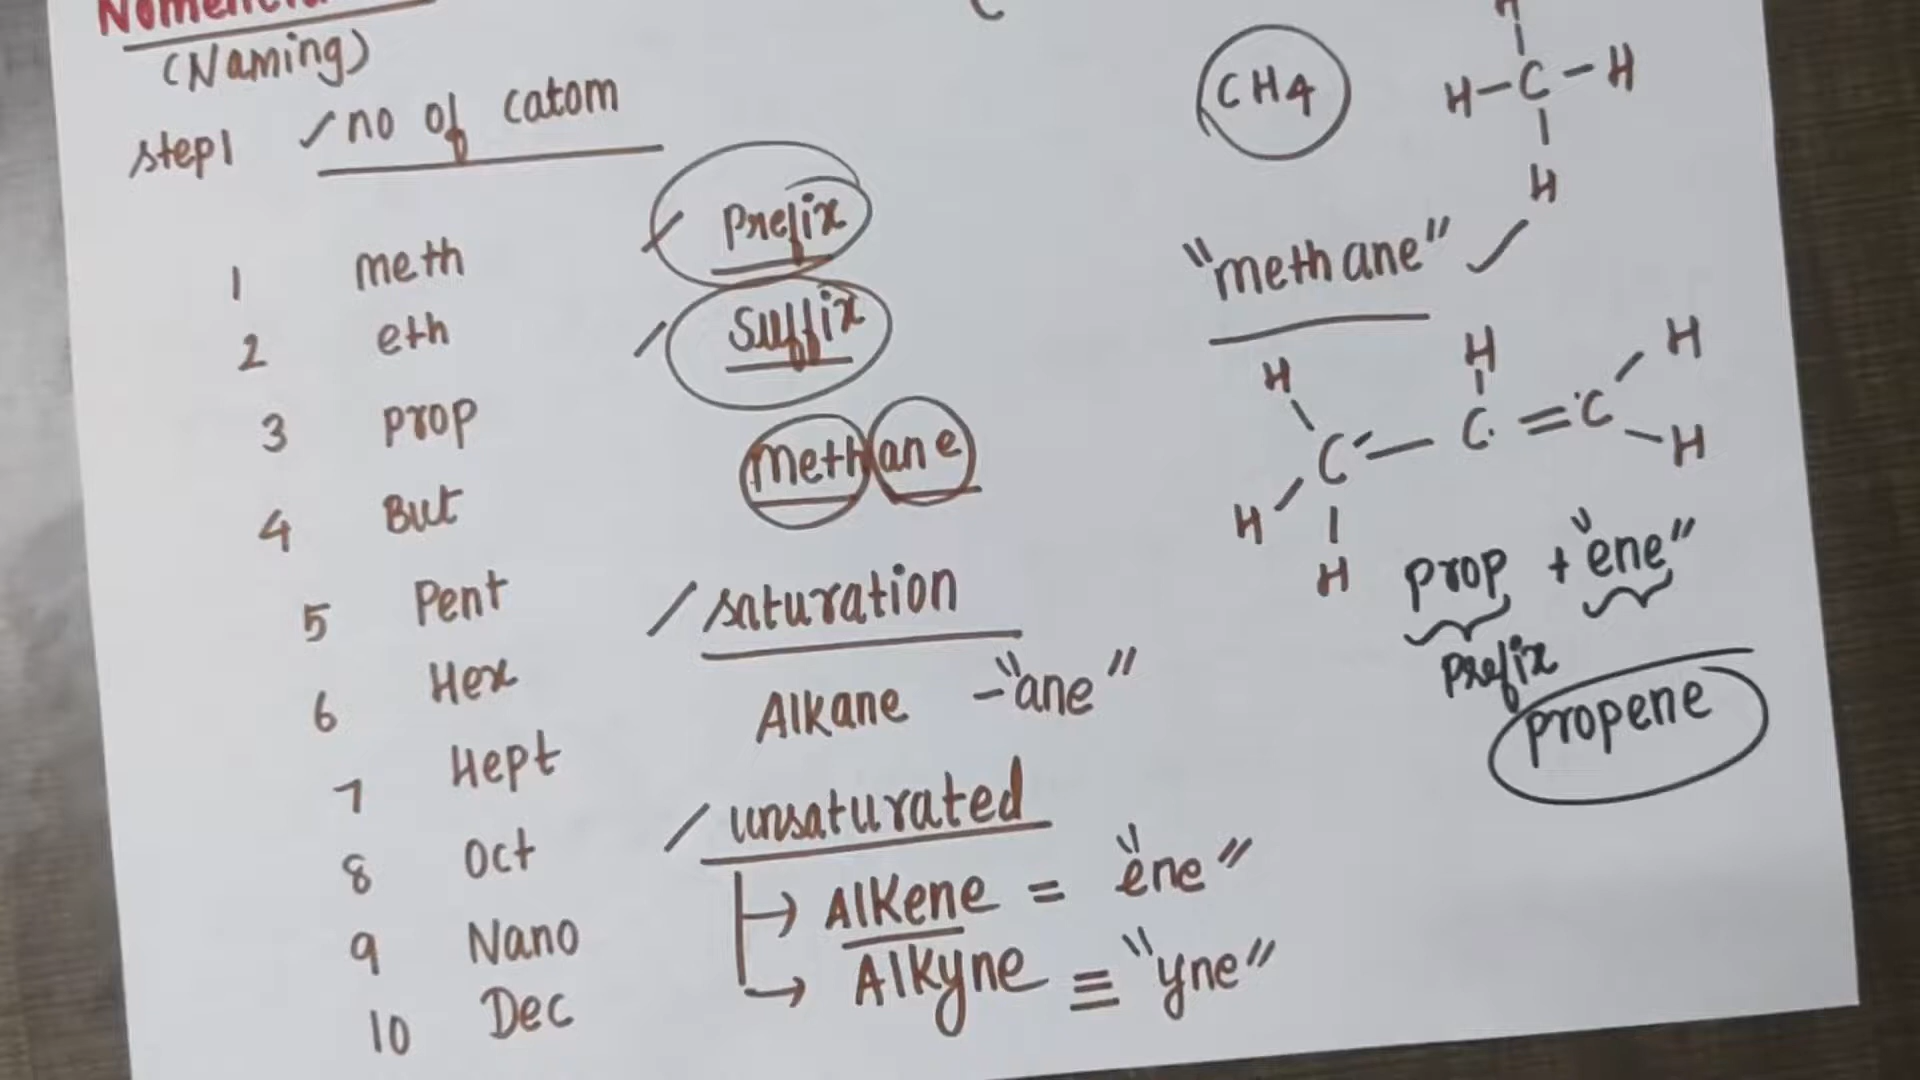 (Naming)
step1 ✓no of catom
1 meth
2 eth
3 prop
4 But
5 Pent
6 Hex
7 Hept
8 Oct
9 Nano
10 Dec
Prefix
Suffix
methane
saturation
Alkane - "ane"
unsaturated
→ Alkene = "ene"
→ Alkyne ≡ "yne"
CH4
H
H-C-H
H
"methane" ✓
H H H
C - C = C
H H H
prop + "ene"
prefix
propene